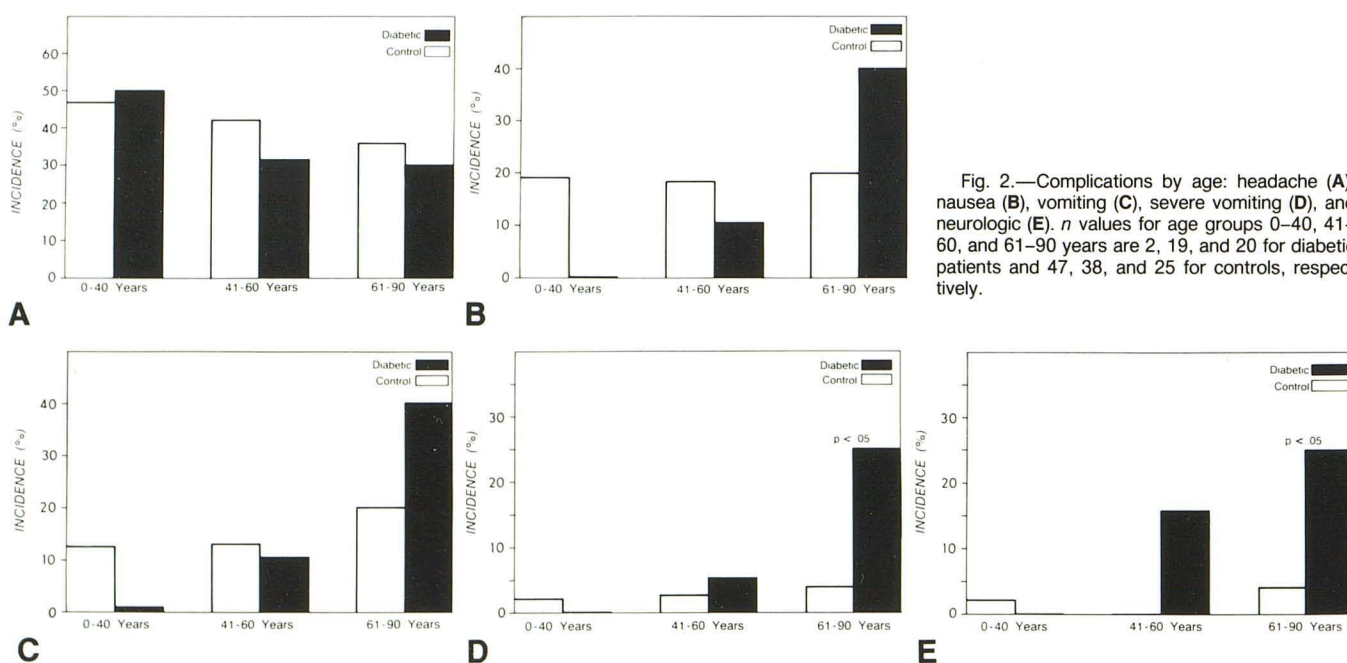 Diabetic
Control
60
50
40
30
20
10
0
INCIDENCE (%)
0-40 Years
41-60 Years
61-90 Years
A
Diabetic
Control
40
30
20
10
0
INCIDENCE (%)
0-40 Years
41-60 Years
61-90 Years
B
Fig. 2.—Complications by age: headache (A)
nausea (B), vomiting (C), severe vomiting (D), and
neurologic (E). n values for age groups 0–40, 41–
60, and 61–90 years are 2, 19, and 20 for diabetic
patients and 47, 38, and 25 for controls, respec
tively.
Diabetic
Control
40
30
20
10
0
INCIDENCE (%)
0-40 Years
41-60 Years
61-90 Years
C
Diabetic
Control
p < .05
30
20
10
0
INCIDENCE (%)
0-40 Years
41-60 Years
61-90 Years
D
Diabetic
Control
p < .05
30
20
10
0
INCIDENCE (%)
0-40 Years
41-60 Years
61-90 Years
E